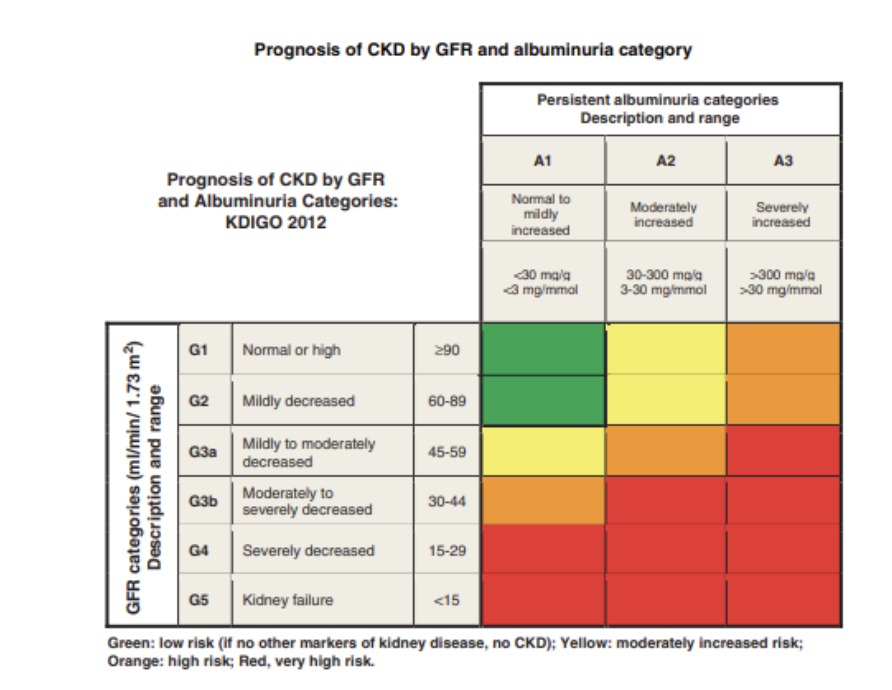 Prognosis of CKD by GFR and albuminuria category
Persistent albuminuria categories
Description and range
A1
A2
A3
Prognosis of CKD by GFR
and Albuminuria Categories:
KDIGO 2012
Normal to
mildly
increased
Moderately
increased
Severely
increased
<30 mg/g
<3 mg/mmol
30-300 mg/g
3-30 mg/mmol
>300 mg/g
>30 mg/mmol
GFR categories (ml/min/ 1.73 m²)
Description and range
G1
Normal or high
≥90
G2
Mildly decreased
60-89
G3a
Mildly to moderately
decreased
45-59
G3b
Moderately to
severely decreased
30-44
G4
Severely decreased
15-29
G5
Kidney failure
<15
Green: low risk (if no other markers of kidney disease, no CKD); Yellow: moderately increased risk;
Orange: high risk; Red, very high risk.